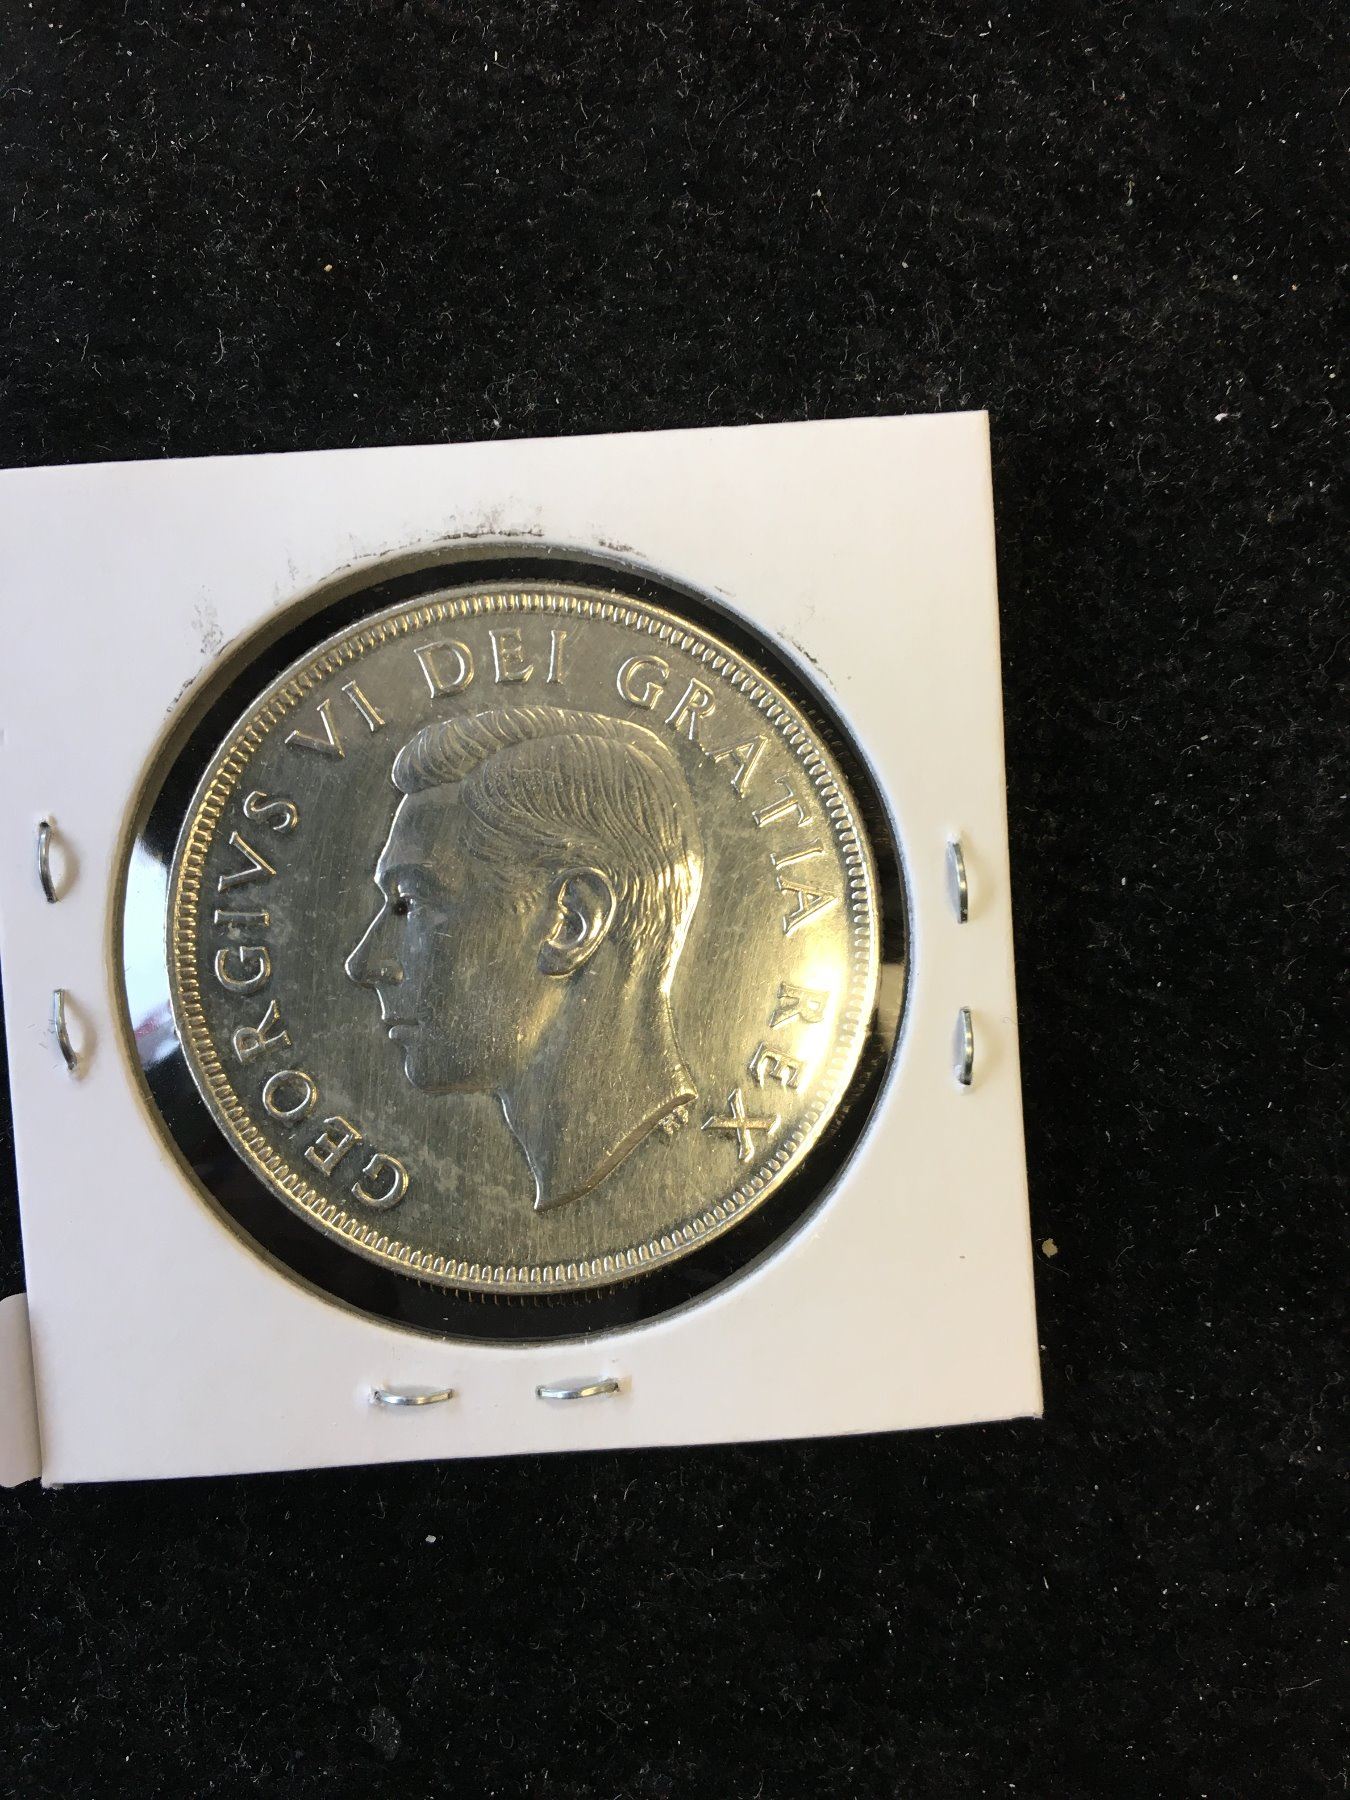 GEORGIVS VI DEI GRATIA REX